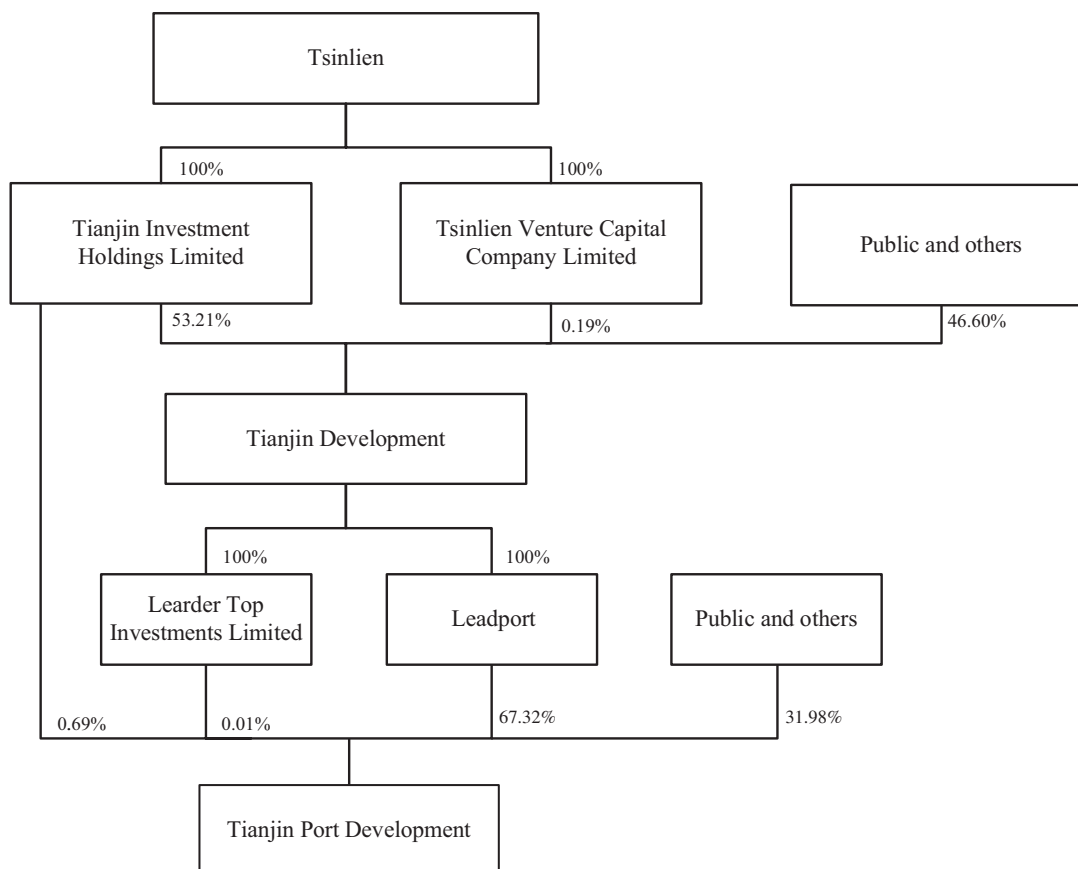 Tsinlien
100%
100%
Tianjin Investment
Holdings Limited
Tsinlien Venture Capital
Company Limited
Public and others
53.21%
0.19%
46.60%
Tianjin Development
100%
100%
Learder Top
Investments Limited
Leadport
Public and others
0.69%
0.01%
67.32%
31.98%
Tianjin Port Development